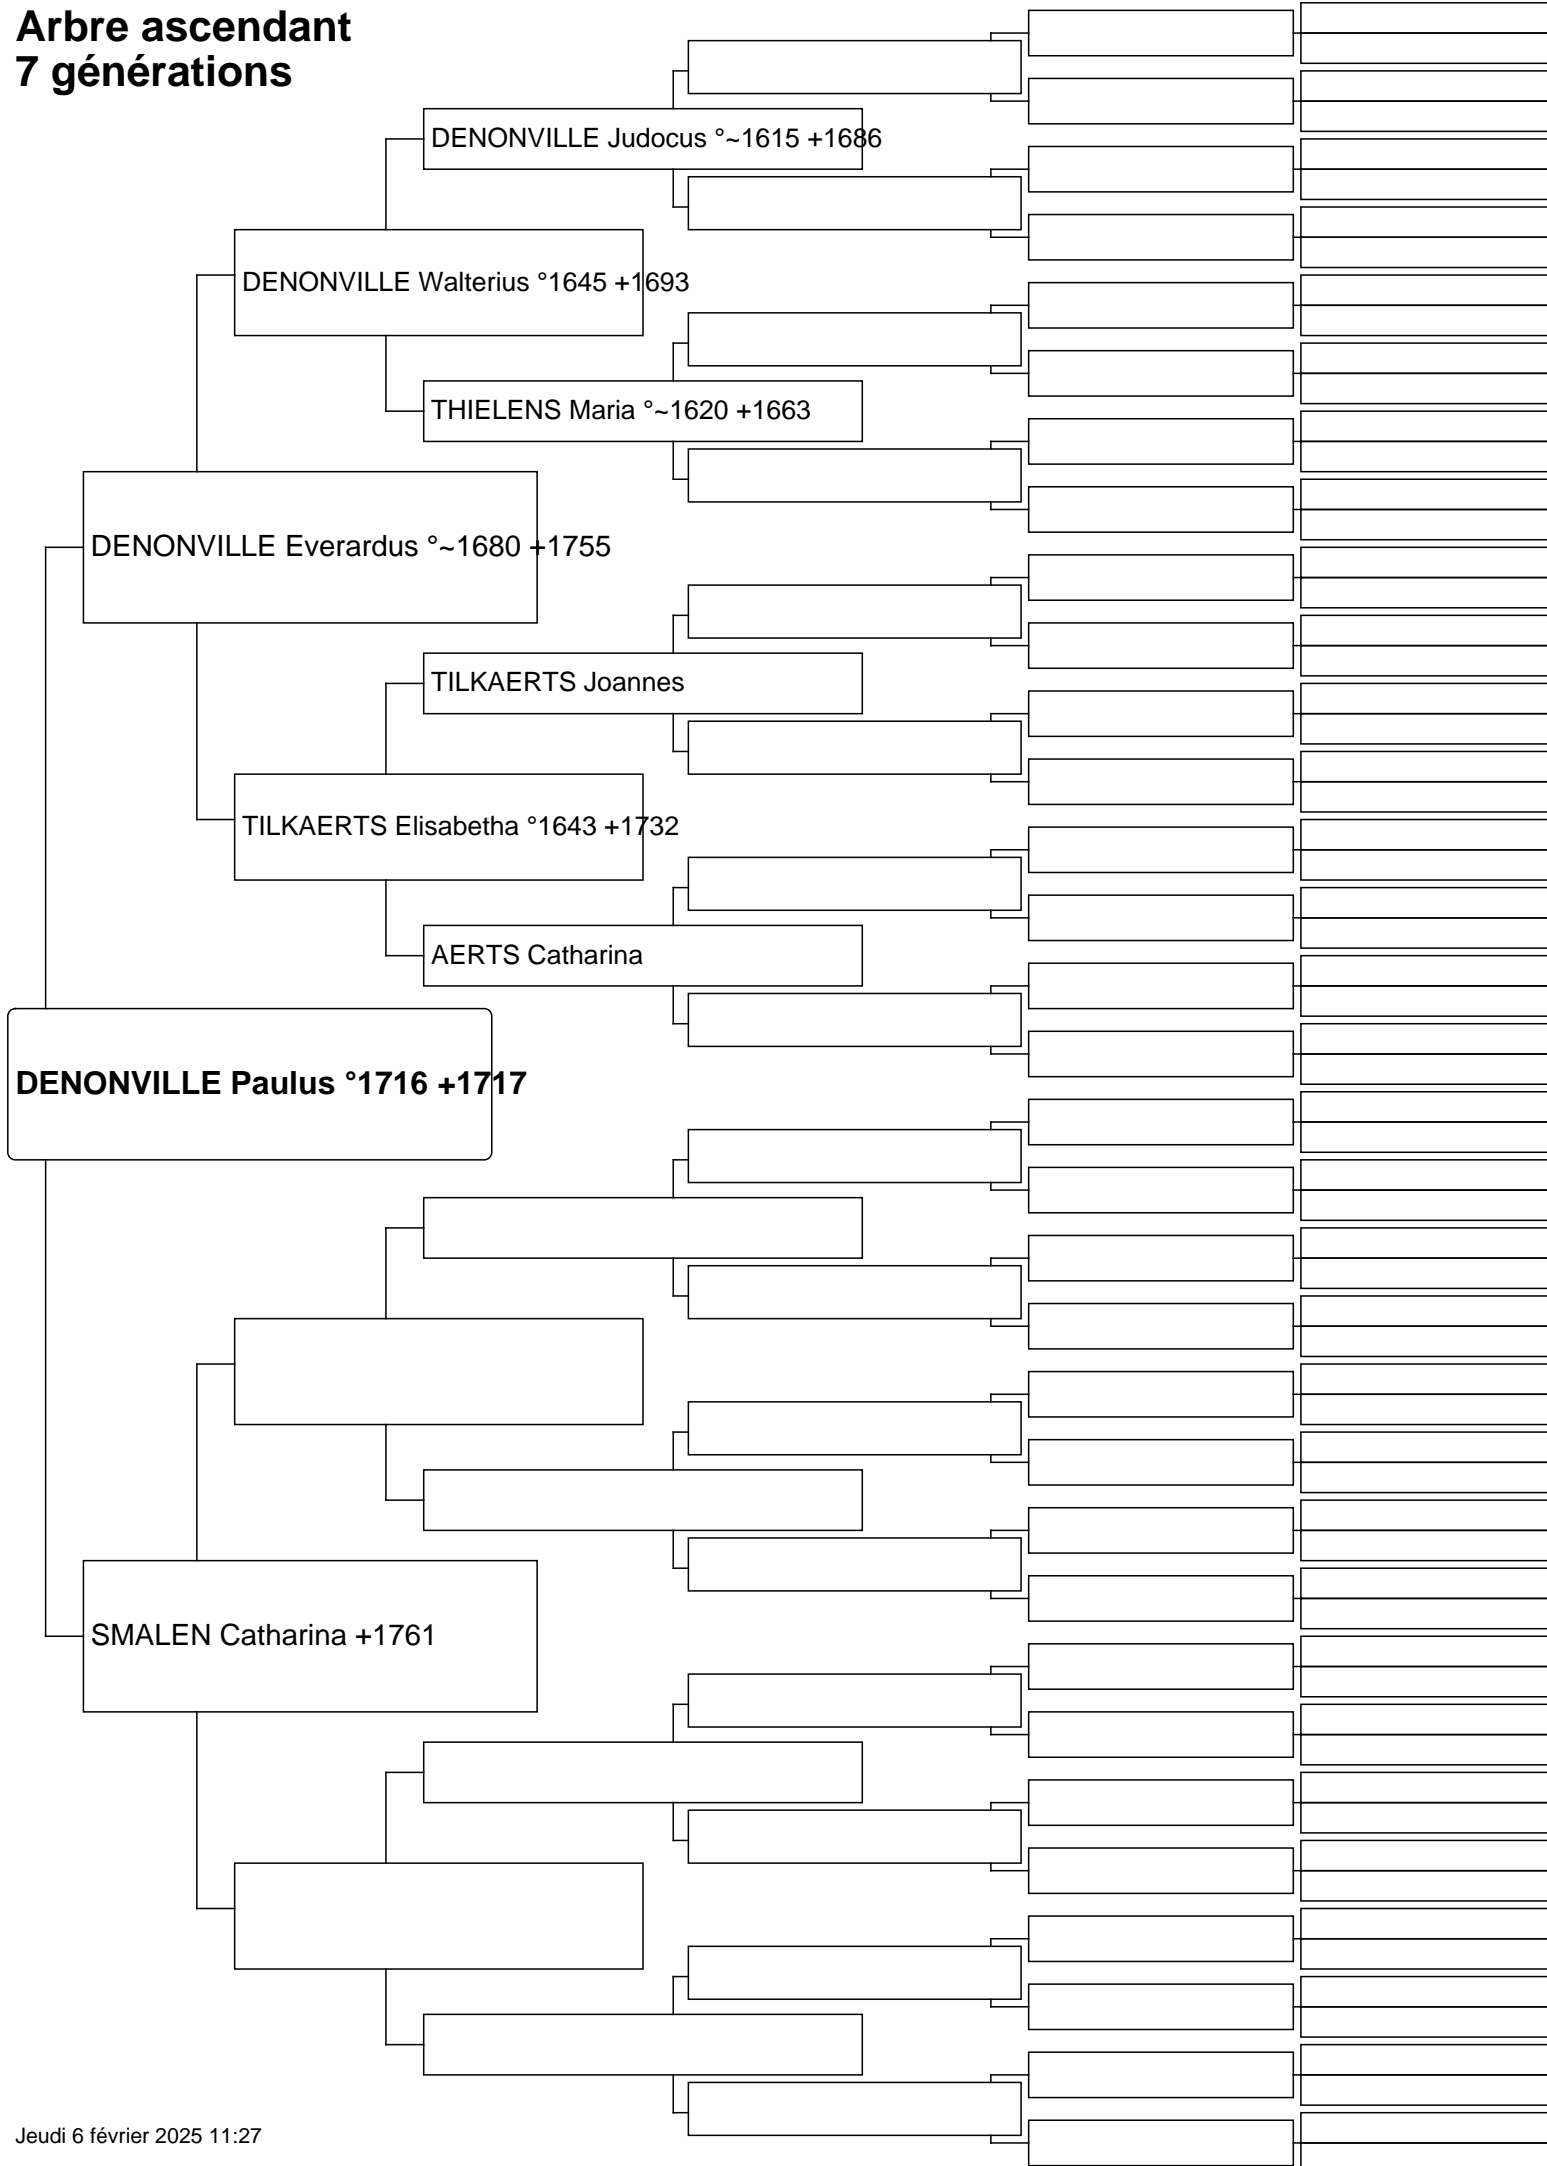 Arbre ascendant
7 générations
DENONVILLE Judocus °~1615 +1686
DENONVILLE Walterius °1645 +1693
THIELENS Maria °~1620 +1663
DENONVILLE Everardus °~1680 +1755
TILKAERTS Joannes
TILKAERTS Elisabetha °1643 +1732
AERTS Catharina
DENONVILLE Paulus °1716 +1717
SMALEN Catharina +1761
Jeudi 6 février 2025 11:27